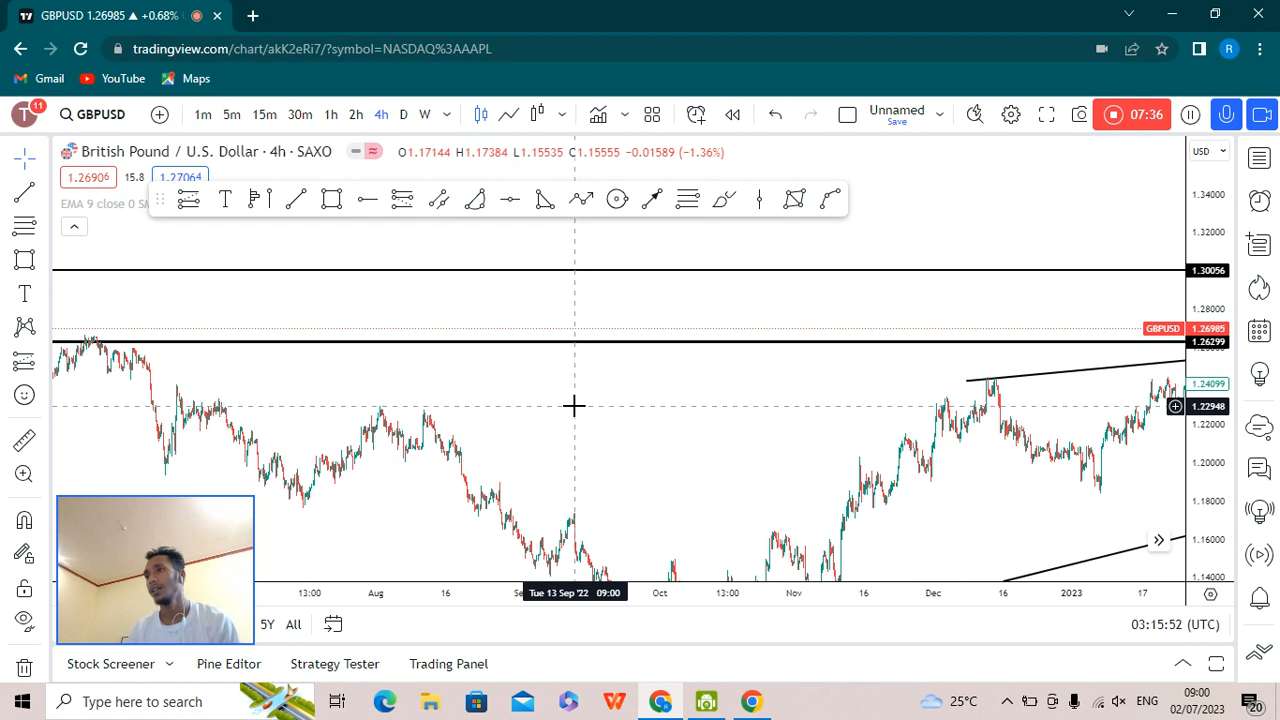 GBPUSD 1.26985 ▲ +0.68%
tradingview.com/chart/akK2eRi7/?symbol=NASDAQ%3AAAPL
R
Gmail YouTube Maps
T 11 GBPUSD 1m 5m 15m 30m 1h 2h 4h D W Unnamed Save 07:36
British Pound / U.S. Dollar · 4h · SAXO O1.17144 H1.17384 L1.15535 C1.15555 −0.01589 (−1.36%) USD
1.26906 15.8 1.27064
EMA 9 close 0 SM
1.34000
1.32000
1.30056
1.28000
GBPUSD 1.26985
1.26299
1.24099
1.22948
1.22000
1.20000
1.18000
1.16000
1.14000
13:00 Aug Tue 13 Sep '22 09:00 Oct 13:00 Nov 16 Dec 16 2023 17
5Y All 03:15:52 (UTC)
Stock Screener Pine Editor Strategy Tester Trading Panel
Type here to search 25°C ENG 09:00 02/07/2023 20